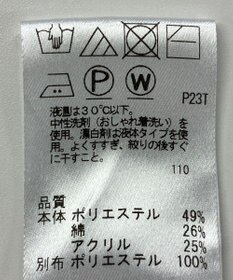 P W
P23T
液温は30℃以下。
中性洗剤(おしゃれ着洗い)を
使用。漂白剤は液体タイプを使
用。よくすすぎ、絞りの後すぐ
に干すこと。
110
品質
本体 ポリエステル 49%
綿 26%
アクリル 25%
別布 ポリエステル 100%